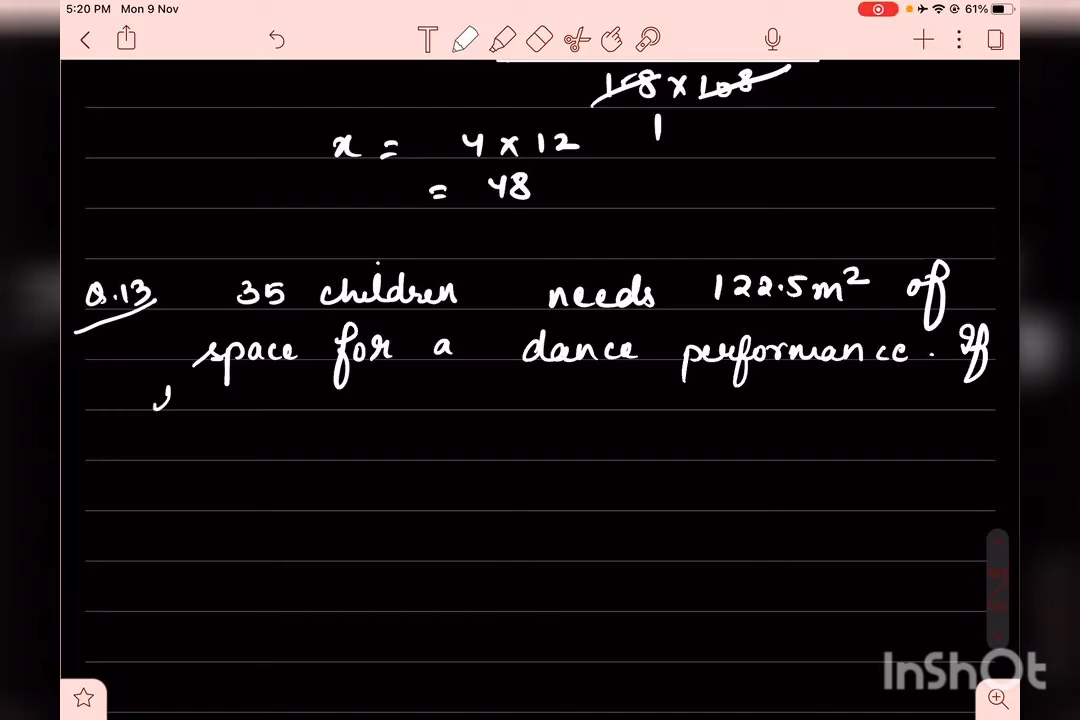 5:20 PM Mon 9 Nov
61%
T
108 x 108
1
x = 4 x 12
= 48
Q.13 35 children needs 122.5m² of
space for a dance performance. If
InShOt